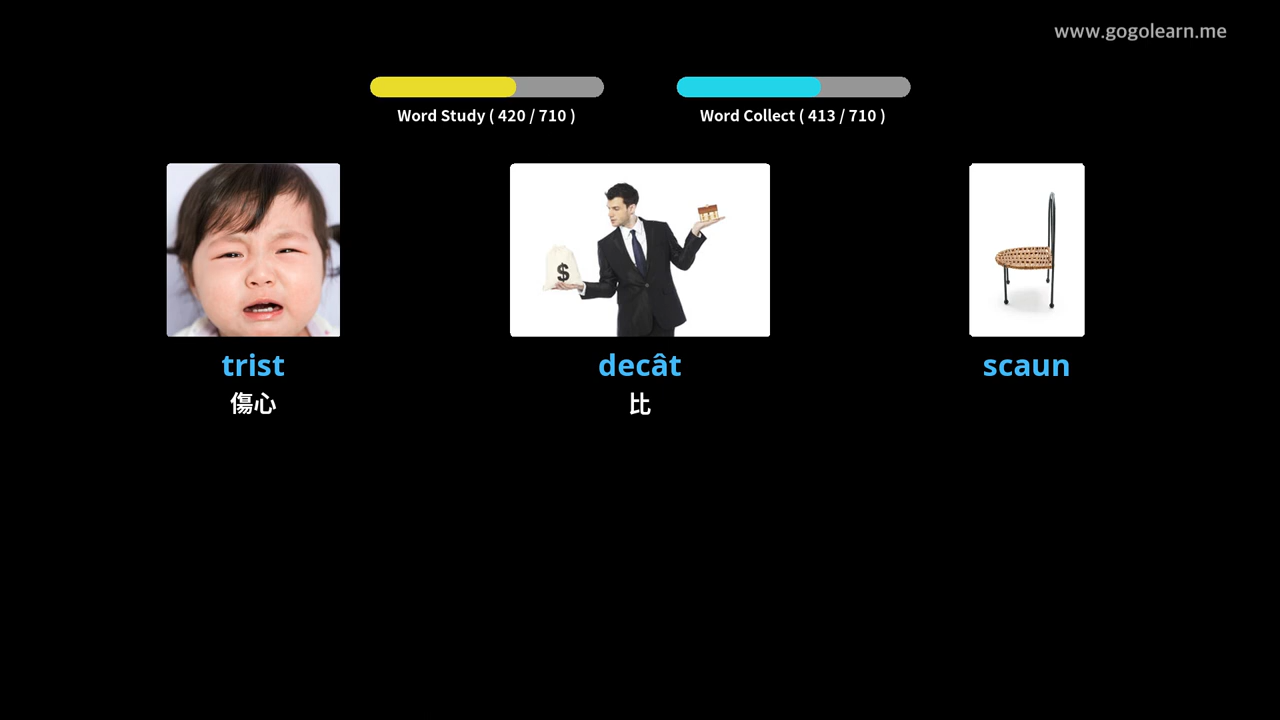 www.gogolearn.me
Word Study ( 420 / 710 )
Word Collect ( 413 / 710 )
$
trist
decât
scaun
傷心
比